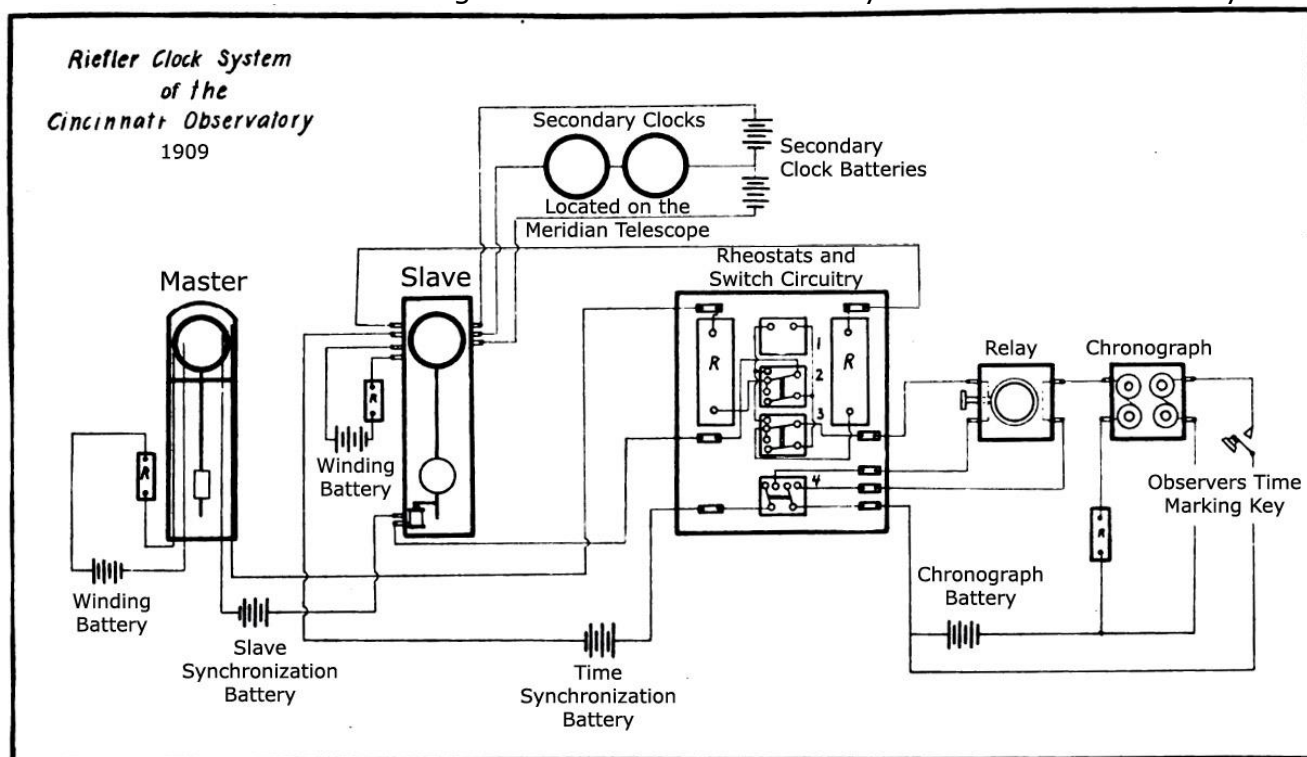 Riefler Clock System
of the
Cincinnati Observatory
1909
Secondary Clocks
Secondary
Clock Batteries
Located on the
Meridian Telescope
Rheostats and
Switch Circuitry
Master
Slave
Relay
Chronograph
R
R
1
2
3
4
R
R
Winding
Battery
Observers Time
Marking Key
R
Chronograph
Battery
Winding
Battery
Slave
Synchronization
Battery
Time
Synchronization
Battery